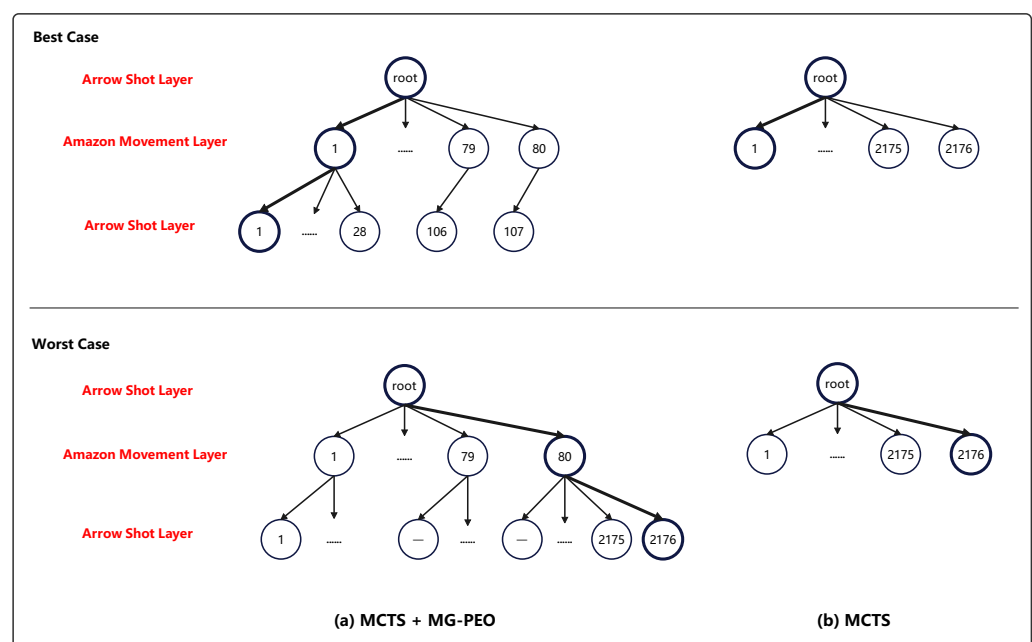 Best Case
Arrow Shot Layer
root
root
Amazon Movement Layer
1
......
79
80
1
......
2175
2176
Arrow Shot Layer
1
......
28
106
107
Worst Case
Arrow Shot Layer
root
root
Amazon Movement Layer
1
......
79
80
1
......
2175
2176
Arrow Shot Layer
1
......
—
......
—
......
2175
2176
(a) MCTS + MG-PEO
(b) MCTS